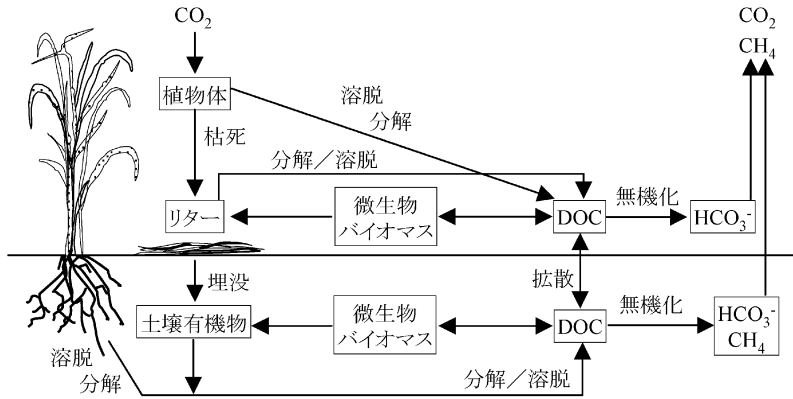 CO₂
CO₂
CH₄
植物体
溶脱
分解
枯死
分解／溶脱
リター
微生物
バイオマス
DOC
無機化
HCO₃⁻
埋没
拡散
土壌有機物
微生物
バイオマス
DOC
無機化
HCO₃⁻
CH₄
溶脱
分解
分解／溶脱